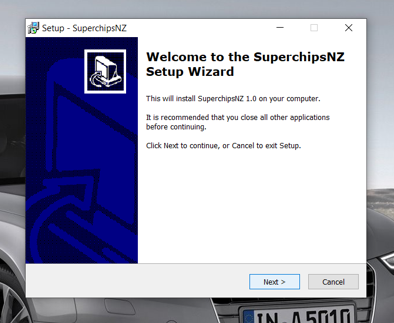 Setup - SuperchipsNZ
Welcome to the SuperchipsNZ
Setup Wizard
This will install SuperchipsNZ 1.0 on your computer.
It is recommended that you close all other applications
before continuing.
Click Next to continue, or Cancel to exit Setup.
Next >
Cancel
IN-A5010